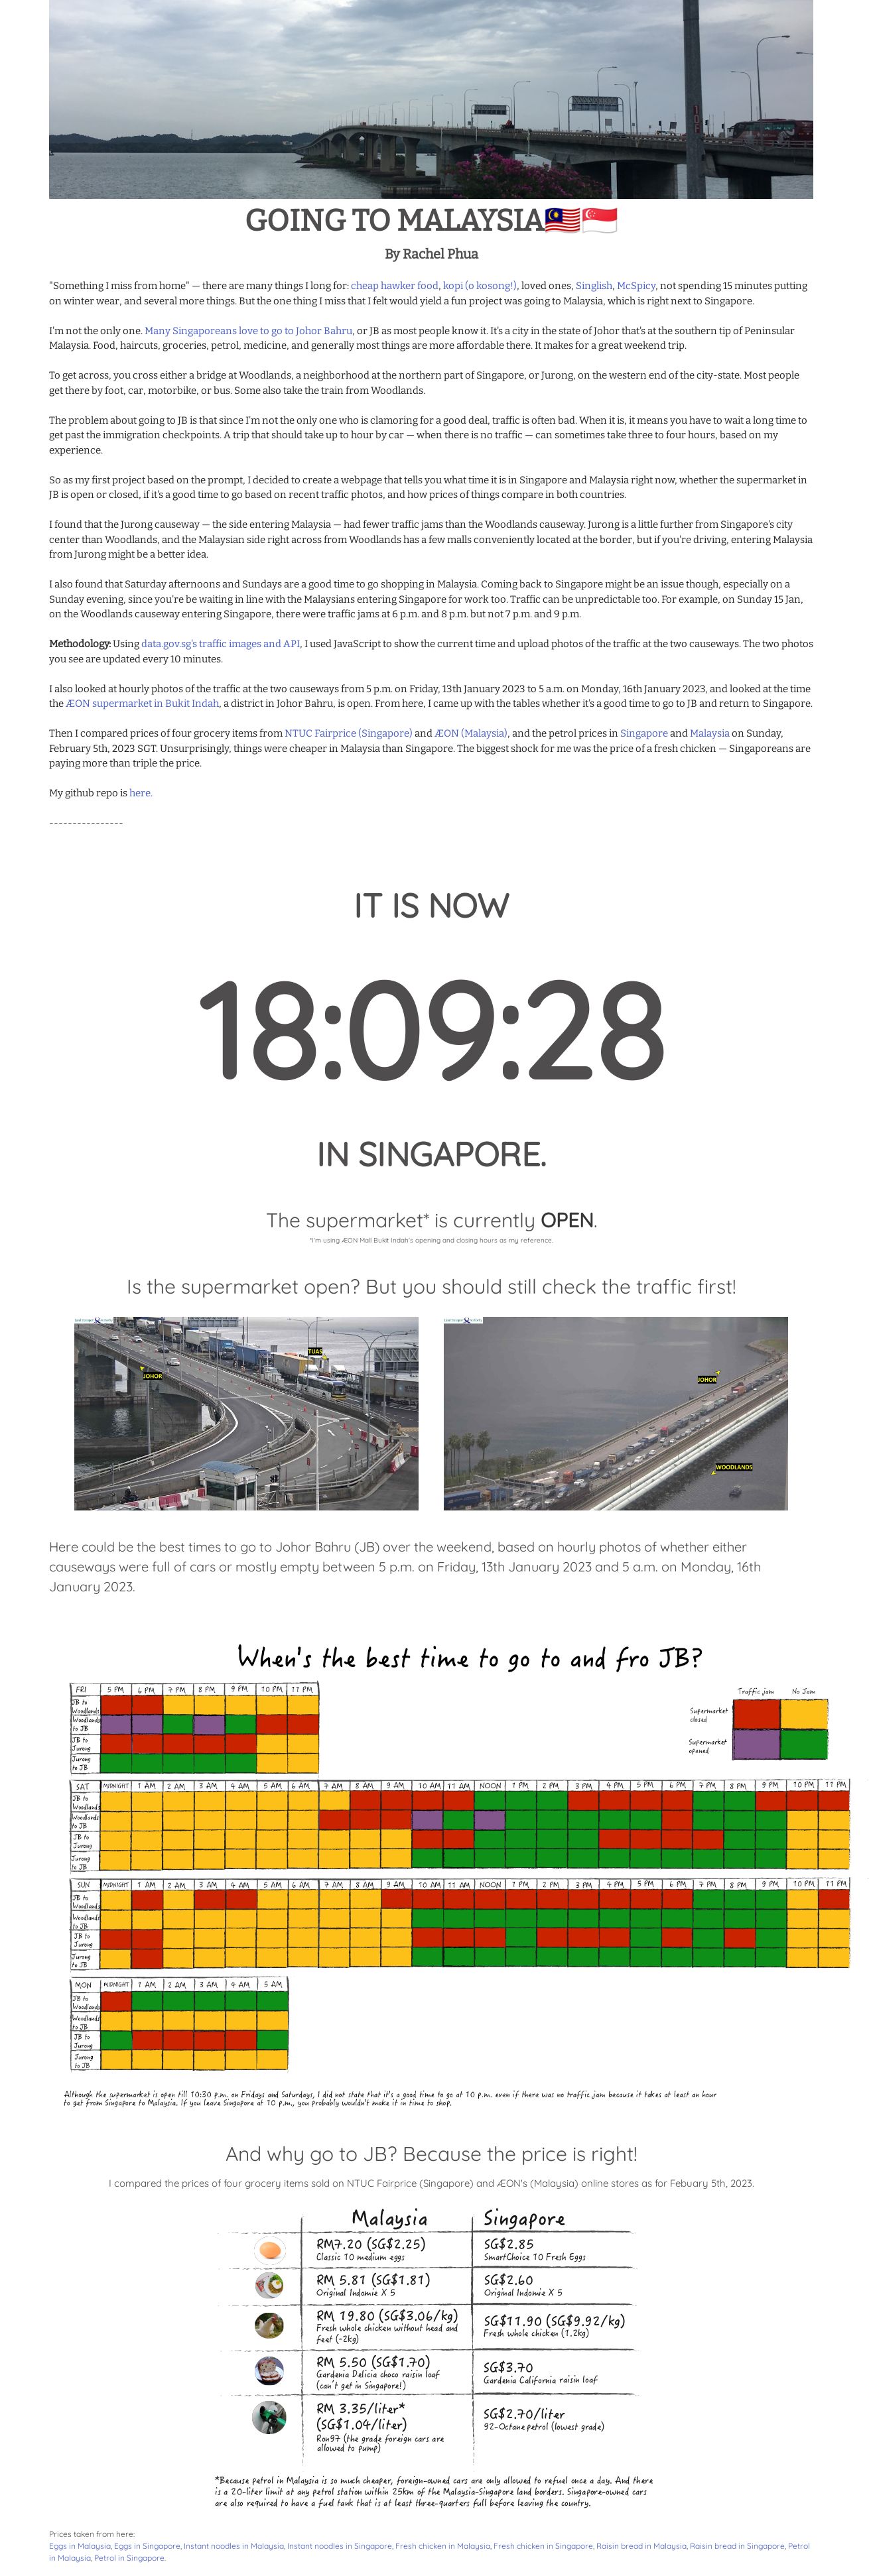 GOING TO MALAYSIA🇲🇾🇸🇬
By Rachel Phua
"Something I miss from home" — there are many things I long for: cheap hawker food, kopi (o kosong!), loved ones, Singlish, McSpicy, not spending 15 minutes putting
on winter wear, and several more things. But the one thing I miss that I felt would yield a fun project was going to Malaysia, which is right next to Singapore.
I'm not the only one. Many Singaporeans love to go to Johor Bahru, or JB as most people know it. It's a city in the state of Johor that's at the southern tip of Peninsular
Malaysia. Food, haircuts, groceries, petrol, medicine, and generally most things are more affordable there. It makes for a great weekend trip.
To get across, you cross either a bridge at Woodlands, a neighborhood at the northern part of Singapore, or Jurong, on the western end of the city-state. Most people
get there by foot, car, motorbike, or bus. Some also take the train from Woodlands.
The problem about going to JB is that since I'm not the only one who is clamoring for a good deal, traffic is often bad. When it is, it means you have to wait a long time to
get past the immigration checkpoints. A trip that should take up to hour by car — when there is no traffic — can sometimes take three to four hours, based on my
experience.
So as my first project based on the prompt, I decided to create a webpage that tells you what time it is in Singapore and Malaysia right now, whether the supermarket in
JB is open or closed, if it's a good time to go based on recent traffic photos, and how prices of things compare in both countries.
I found that the Jurong causeway — the side entering Malaysia — had fewer traffic jams than the Woodlands causeway. Jurong is a little further from Singapore's city
center than Woodlands, and the Malaysian side right across from Woodlands has a few malls conveniently located at the border, but if you're driving, entering Malaysia
from Jurong might be a better idea.
I also found that Saturday afternoons and Sundays are a good time to go shopping in Malaysia. Coming back to Singapore might be an issue though, especially on a
Sunday evening, since you're be waiting in line with the Malaysians entering Singapore for work too. Traffic can be unpredictable too. For example, on Sunday 15 Jan,
on the Woodlands causeway entering Singapore, there were traffic jams at 6 p.m. and 8 p.m. but not 7 p.m. and 9 p.m.
Methodology: Using data.gov.sg's traffic images and API, I used JavaScript to show the current time and upload photos of the traffic at the two causeways. The two photos
you see are updated every 10 minutes.
I also looked at hourly photos of the traffic at the two causeways from 5 p.m. on Friday, 13th January 2023 to 5 a.m. on Monday, 16th January 2023, and looked at the time
the ÆON supermarket in Bukit Indah, a district in Johor Bahru, is open. From here, I came up with the tables whether it's a good time to go to JB and return to Singapore.
Then I compared prices of four grocery items from NTUC Fairprice (Singapore) and ÆON (Malaysia), and the petrol prices in Singapore and Malaysia on Sunday,
February 5th, 2023 SGT. Unsurprisingly, things were cheaper in Malaysia than Singapore. The biggest shock for me was the price of a fresh chicken — Singaporeans are
paying more than triple the price.
My github repo is here.
----------------
IT IS NOW
18:09:28
IN SINGAPORE.
The supermarket* is currently OPEN.
*I'm using ÆON Mall Bukit Indah's opening and closing hours as my reference.
Is the supermarket open? But you should still check the traffic first!
JOHOR
TUAS
JOHOR
WOODLANDS
Here could be the best times to go to Johor Bahru (JB) over the weekend, based on hourly photos of whether either
causeways were full of cars or mostly empty between 5 p.m. on Friday, 13th January 2023 and 5 a.m. on Monday, 16th
January 2023.
When's the best time to go to and fro JB?
Traffic jam No Jam
Supermarket
closed
Supermarket
opened
FRI 5 PM 6 PM 7 PM 8 PM 9 PM 10 PM 11 PM
JB to
Woodlands
Woodlands
to JB
JB to
Jurong
Jurong
to JB
SAT MIDNIGHT 1 AM 2 AM 3 AM 4 AM 5 AM 6 AM 7 AM 8 AM 9 AM 10 AM 11 AM NOON 1 PM 2 PM 3 PM 4 PM 5 PM 6 PM 7 PM 8 PM 9 PM 10 PM 11 PM
JB to
Woodlands
Woodlands
to JB
JB to
Jurong
Jurong
to JB
SUN MIDNIGHT 1 AM 2 AM 3 AM 4 AM 5 AM 6 AM 7 AM 8 AM 9 AM 10 AM 11 AM NOON 1 PM 2 PM 3 PM 4 PM 5 PM 6 PM 7 PM 8 PM 9 PM 10 PM 11 PM
JB to
Woodlands
Woodlands
to JB
JB to
Jurong
Jurong
to JB
MON MIDNIGHT 1 AM 2 AM 3 AM 4 AM 5 AM
JB to
Woodlands
Woodlands
to JB
JB to
Jurong
Jurong
to JB
Although the supermarket is open till 10:30 p.m. on Fridays and Saturdays, I did not state that it's a good time to go at 10 p.m. even if there was no traffic jam because it takes at least an hour
to get from Singapore to Malaysia. If you leave Singapore at 10 p.m., you probably wouldn't make it in time to shop.
And why go to JB? Because the price is right!
I compared the prices of four grocery items sold on NTUC Fairprice (Singapore) and ÆON's (Malaysia) online stores as for Febuary 5th, 2023.
Malaysia Singapore
RM7.20 (SG$2.25)
Classic 10 medium eggs
SG$2.85
SmartChoice 10 Fresh Eggs
RM 5.81 (SG$1.81)
Original Indomie X 5
SG$2.60
Original Indomie X 5
RM 19.80 (SG$3.06/kg)
Fresh whole chicken without head and
feet (~2kg)
SG$11.90 (SG$9.92/kg)
Fresh whole chicken (1.2kg)
RM 5.50 (SG$1.70)
Gardenia Delicia choco raisin loaf
(can't get in Singapore!)
SG$3.70
Gardenia California raisin loaf
RM 3.35/liter*
(SG$1.04/liter)
Ron97 (the grade foreign cars are
allowed to pump)
SG$2.70/liter
92-Octane petrol (lowest grade)
*Because petrol in Malaysia is so much cheaper, foreign-owned cars are only allowed to refuel once a day. And there
is a 20-liter limit at any petrol station within 25km of the Malaysia-Singapore land borders. Singapore-owned cars
are also required to have a fuel tank that is at least three-quarters full before leaving the country.
Prices taken from here:
Eggs in Malaysia, Eggs in Singapore, Instant noodles in Malaysia, Instant noodles in Singapore, Fresh chicken in Malaysia, Fresh chicken in Singapore, Raisin bread in Malaysia, Raisin bread in Singapore, Petrol
in Malaysia, Petrol in Singapore.